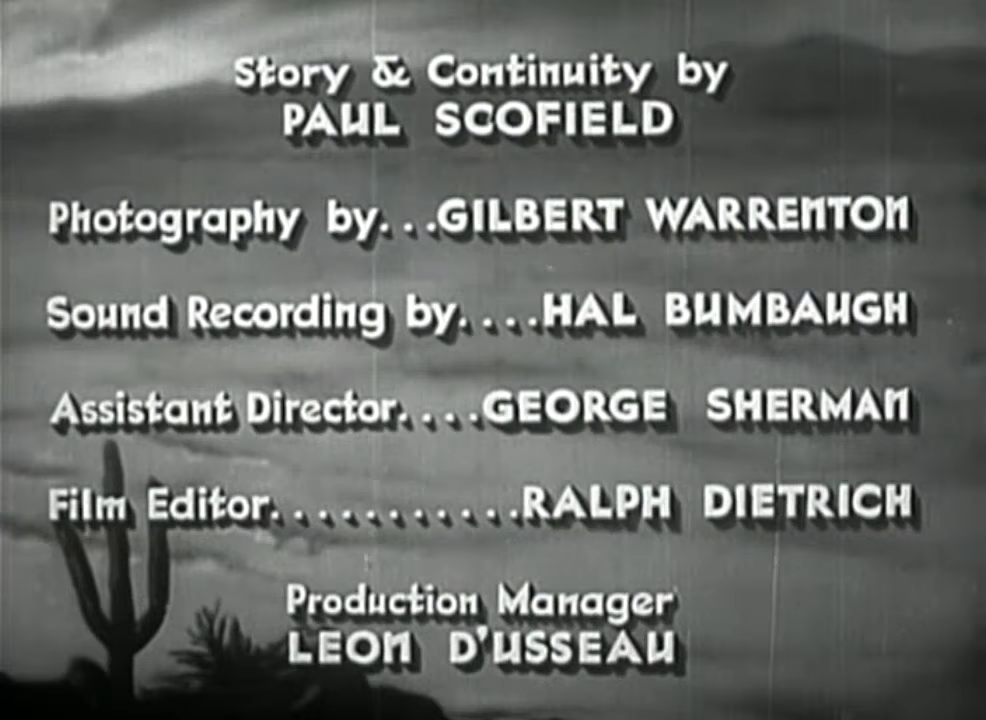 Story & Continuity by
PAUL SCOFIELD
Photography by...GILBERT WARRENTON
Sound Recording by....HAL BUMBAUGH
Assistant Director....GEORGE SHERMAN
Film Editor...........RALPH DIETRICH
Production Manager
LEON D'USSEAU